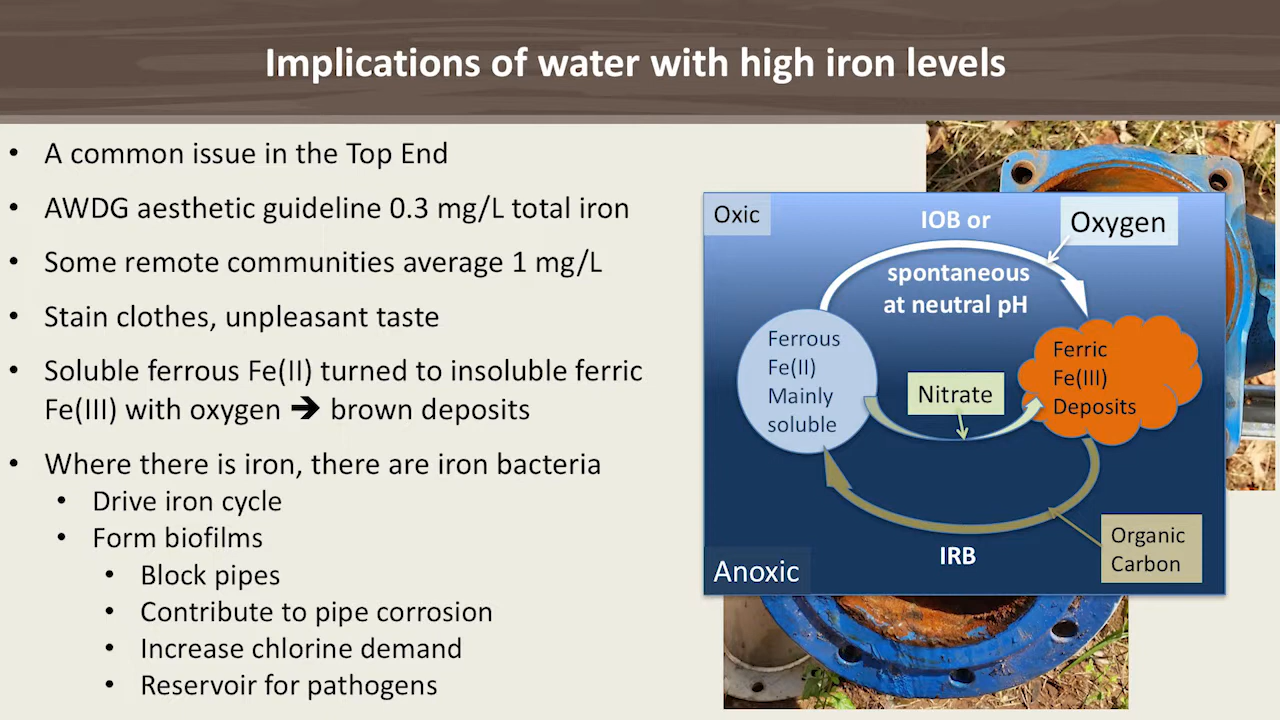 Implications of water with high iron levels
• A common issue in the Top End
• AWDG aesthetic guideline 0.3 mg/L total iron
• Some remote communities average 1 mg/L
• Stain clothes, unpleasant taste
• Soluble ferrous Fe(II) turned to insoluble ferric
Fe(III) with oxygen ➔ brown deposits
• Where there is iron, there are iron bacteria
• Drive iron cycle
• Form biofilms
• Block pipes
• Contribute to pipe corrosion
• Increase chlorine demand
• Reservoir for pathogens
Oxic
IOB or
spontaneous
at neutral pH
Oxygen
Ferrous
Fe(II)
Mainly
soluble
Nitrate
Ferric
Fe(III)
Deposits
IRB
Organic
Carbon
Anoxic